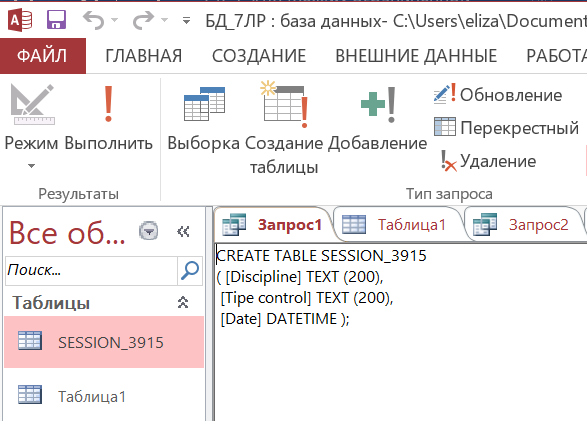 БД_7ЛР : база данных- C:\Users\eliza\Document
ФАЙЛ ГЛАВНАЯ СОЗДАНИЕ ВНЕШНИЕ ДАННЫЕ РАБОТА
Режим Выполнить Выборка Создание таблицы Добавление
Обновление
Перекрестный
Удаление
Результаты Тип запроса
Все об... «
Запрос1 Таблица1 Запрос2
Поиск...
Таблицы
SESSION_3915
Таблица1
CREATE TABLE SESSION_3915
( [Discipline] TEXT (200),
[Tipe control] TEXT (200),
[Date] DATETIME );